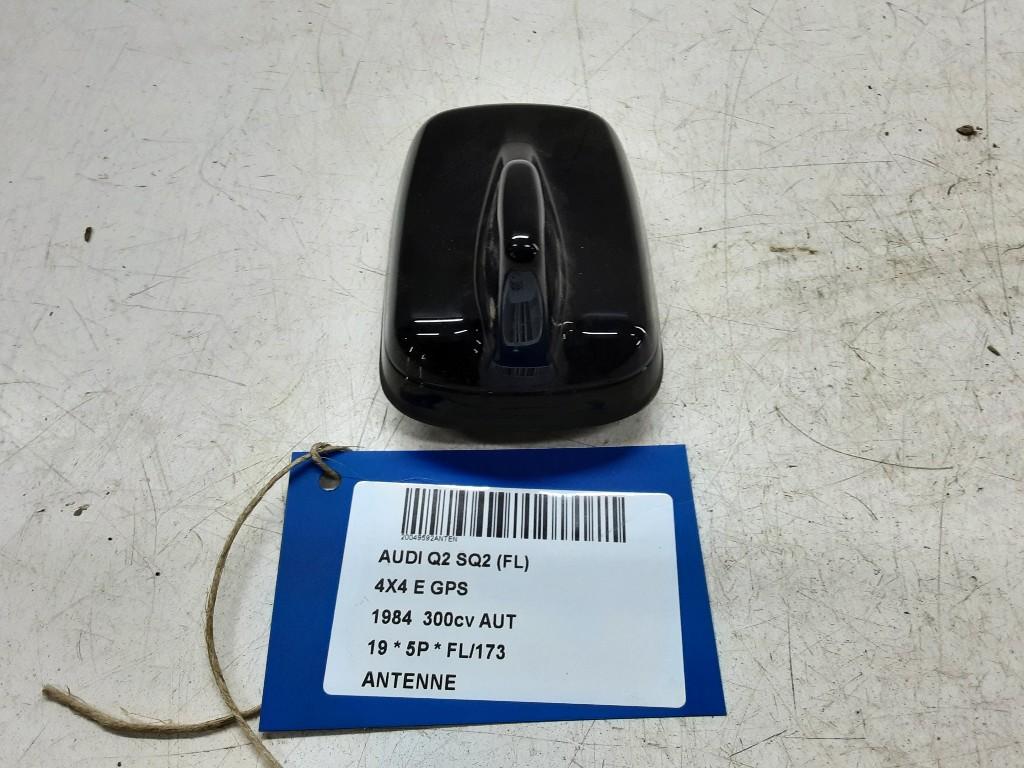 20049592ANTEN
AUDI Q2 SQ2 (FL)
4X4 E GPS
1984 300cv AUT
19 * 5P * FL/173
ANTENNE